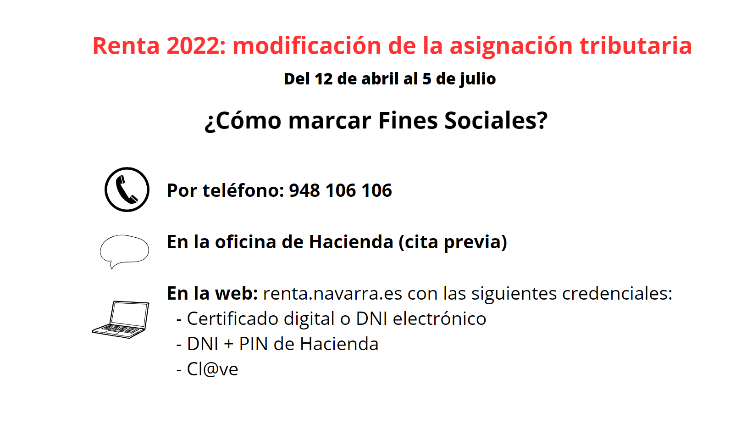 Renta 2022: modificación de la asignación tributaria
Del 12 de abril al 5 de julio
¿Cómo marcar Fines Sociales?
Por teléfono: 948 106 106
En la oficina de Hacienda (cita previa)
En la web: renta.navarra.es con las siguientes credenciales:
- Certificado digital o DNI electrónico
- DNI + PIN de Hacienda
- Cl@ve